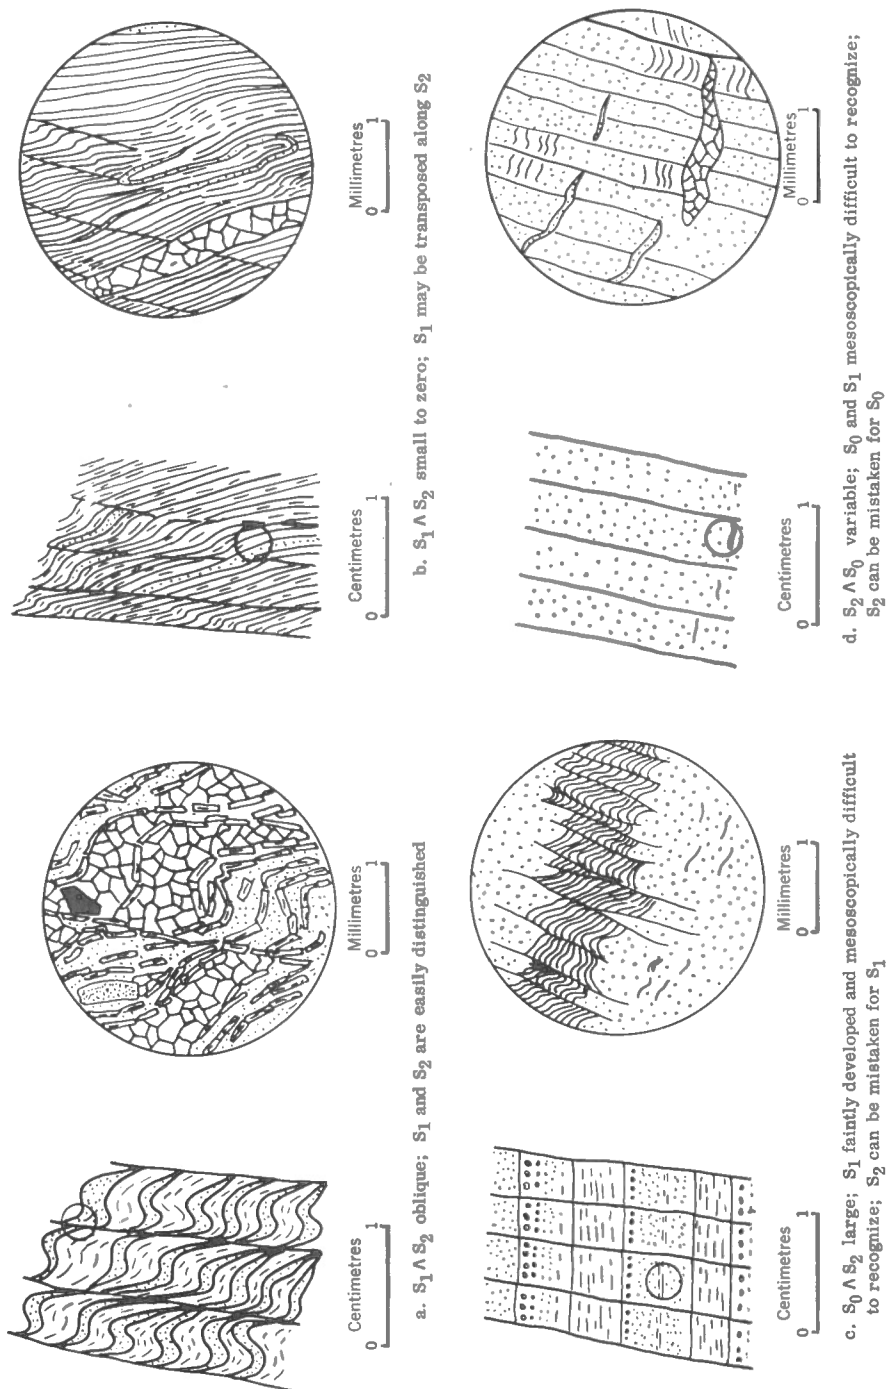 0 1
Centimetres
0 1
Millimetres
a. S₁ Λ S₂ oblique; S₁ and S₂ are easily distinguished
0 1
Centimetres
0 1
Millimetres
b. S₁ Λ S₂ small to zero; S₁ may be transposed along S₂
0 1
Centimetres
0 1
Millimetres
c. S₀ Λ S₂ large; S₁ faintly developed and mesoscopically difficult
to recognize; S₂ can be mistaken for S₁
0 1
Centimetres
0 1
Millimetres
d. S₂ Λ S₀ variable; S₀ and S₁ mesoscopically difficult to recognize;
S₂ can be mistaken for S₀